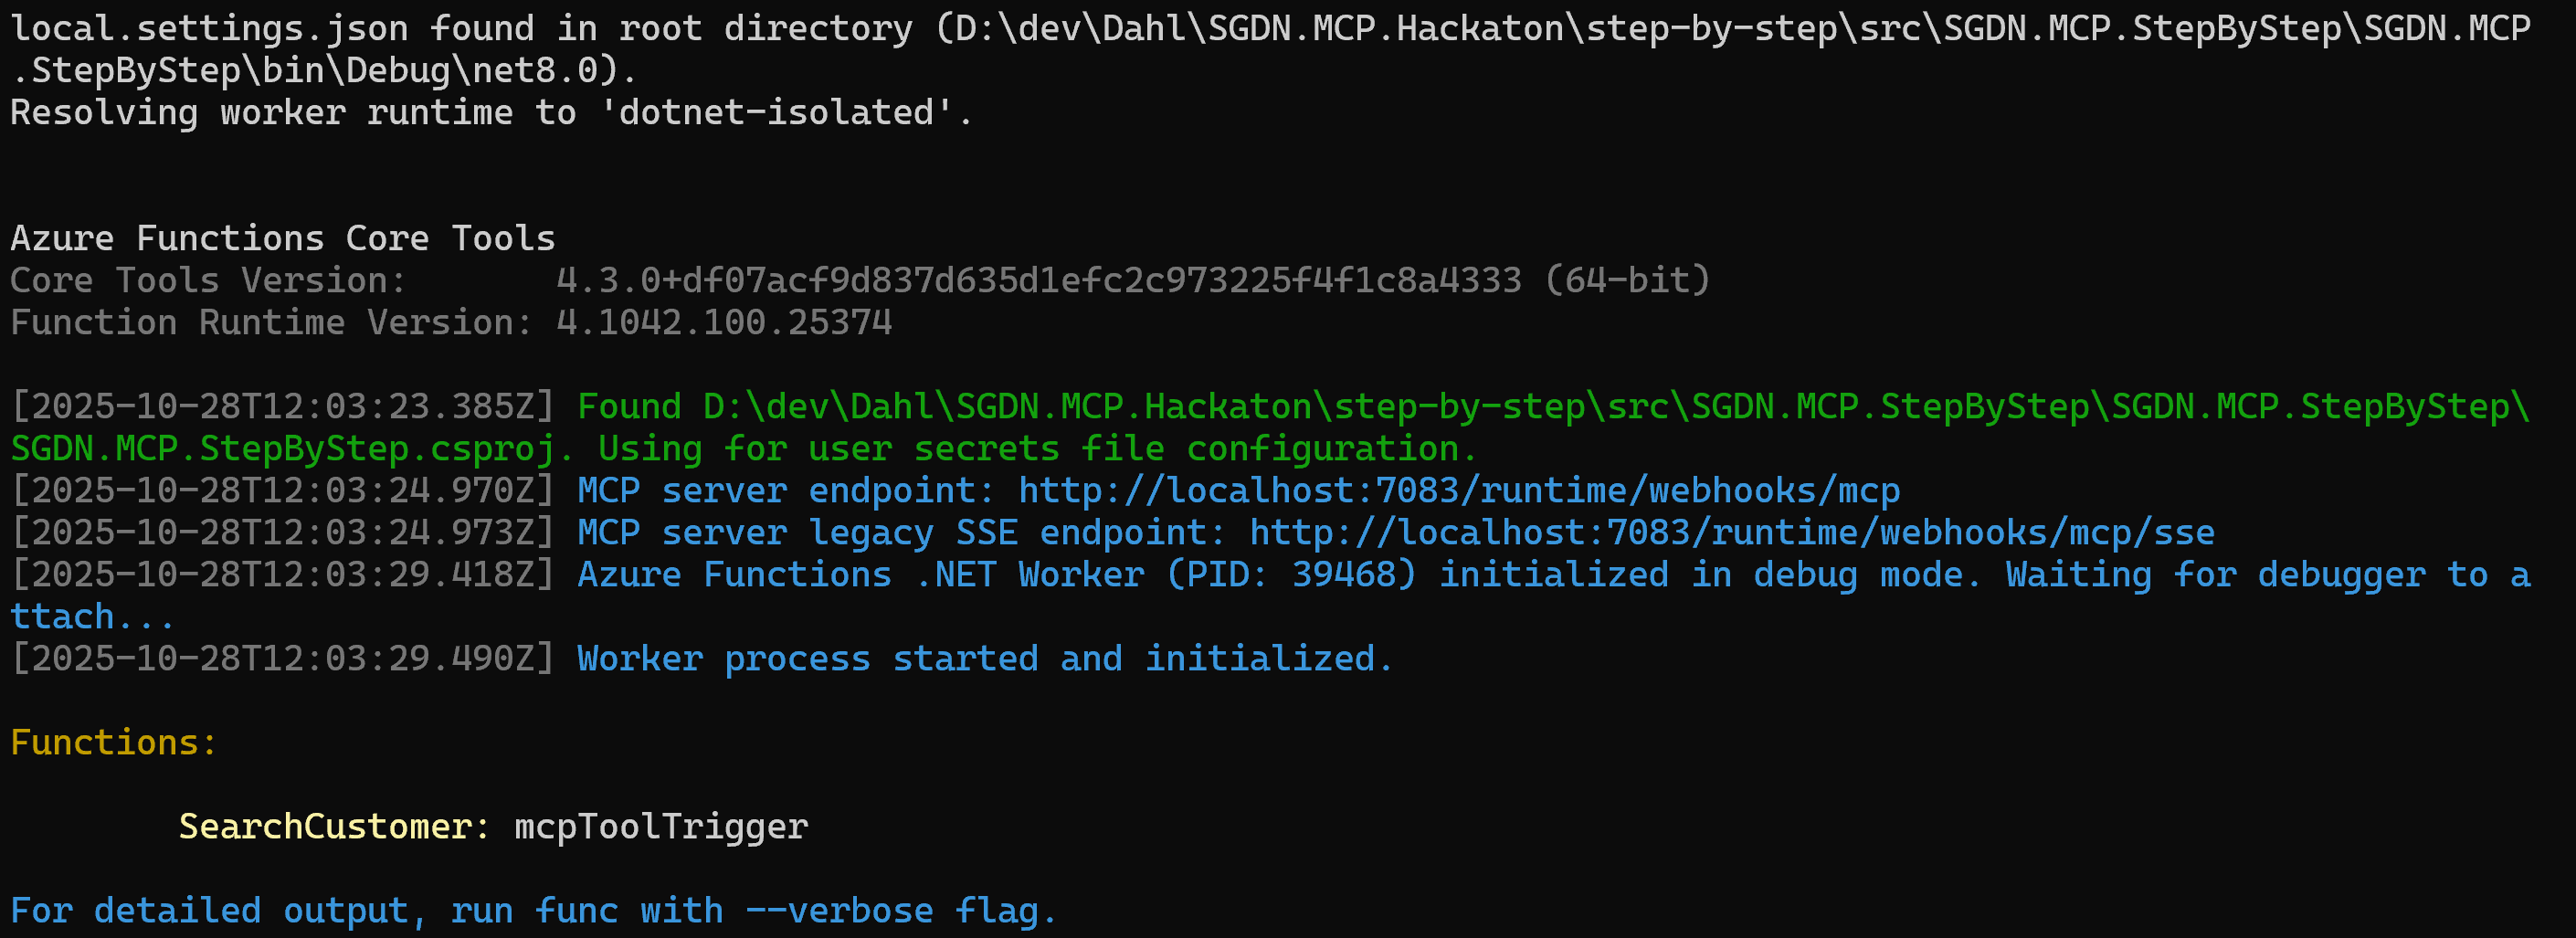 local.settings.json found in root directory (D:\dev\Dahl\SGDN.MCP.Hackaton\step-by-step\src\SGDN.MCP.StepByStep\SGDN.MCP
.StepByStep\bin\Debug\net8.0).
Resolving worker runtime to 'dotnet-isolated'.
Azure Functions Core Tools
Core Tools Version:       4.3.0+df07acf9d837d635d1efc2c973225f4f1c8a4333 (64-bit)
Function Runtime Version: 4.1042.100.25374
[2025-10-28T12:03:23.385Z] Found D:\dev\Dahl\SGDN.MCP.Hackaton\step-by-step\src\SGDN.MCP.StepByStep\SGDN.MCP.StepByStep\
SGDN.MCP.StepByStep.csproj. Using for user secrets file configuration.
[2025-10-28T12:03:24.970Z] MCP server endpoint: http://localhost:7083/runtime/webhooks/mcp
[2025-10-28T12:03:24.973Z] MCP server legacy SSE endpoint: http://localhost:7083/runtime/webhooks/mcp/sse
[2025-10-28T12:03:29.418Z] Azure Functions .NET Worker (PID: 39468) initialized in debug mode. Waiting for debugger to a
ttach...
[2025-10-28T12:03:29.490Z] Worker process started and initialized.
Functions:
SearchCustomer: mcpToolTrigger
For detailed output, run func with --verbose flag.